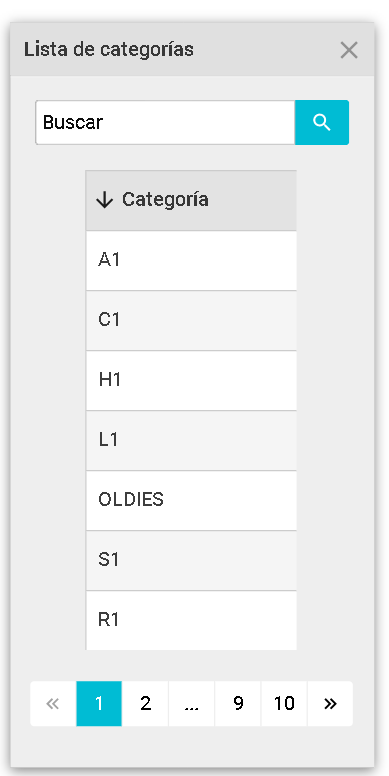 Lista de categorías
Buscar
Categoría
A1
C1
H1
L1
OLDIES
S1
R1
« 1 2 ... 9 10 »